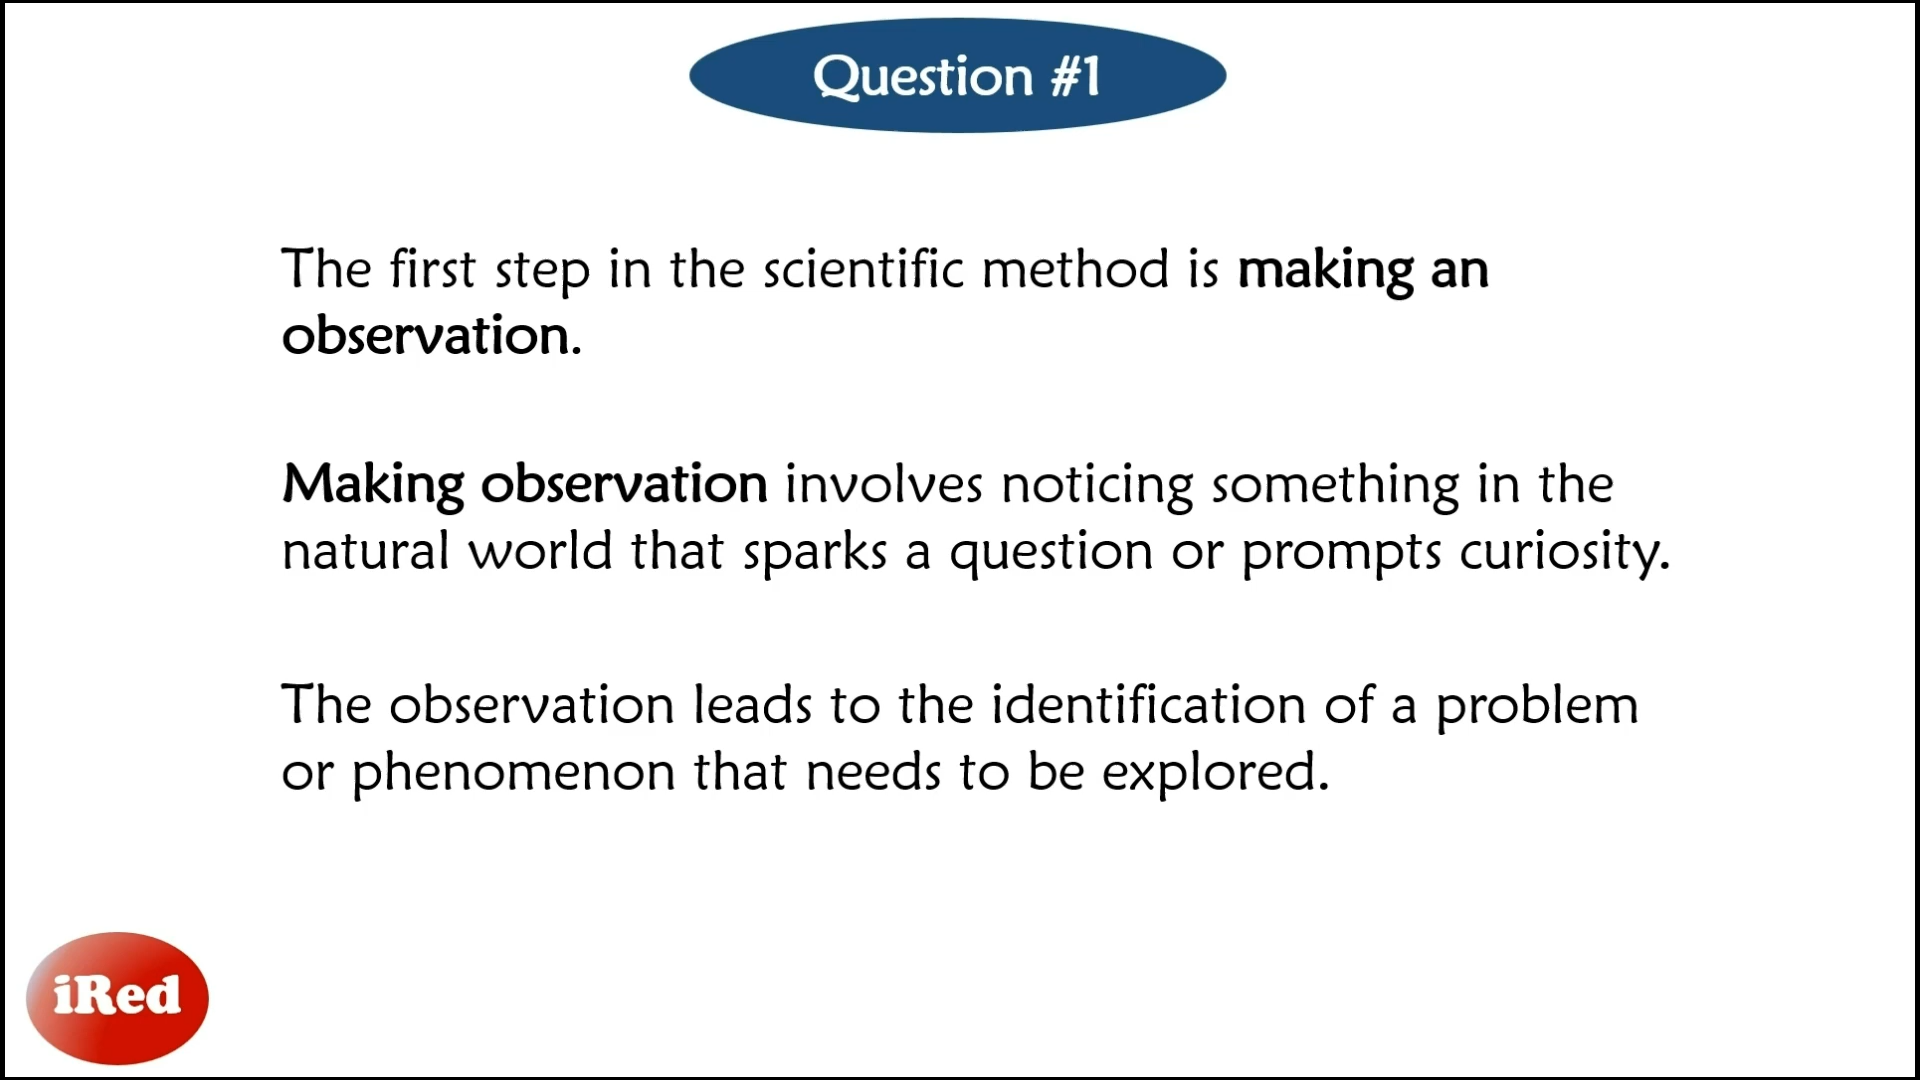 Question #1
The first step in the scientific method is making an
observation.
Making observation involves noticing something in the
natural world that sparks a question or prompts curiosity.
The observation leads to the identification of a problem
or phenomenon that needs to be explored.
iRed